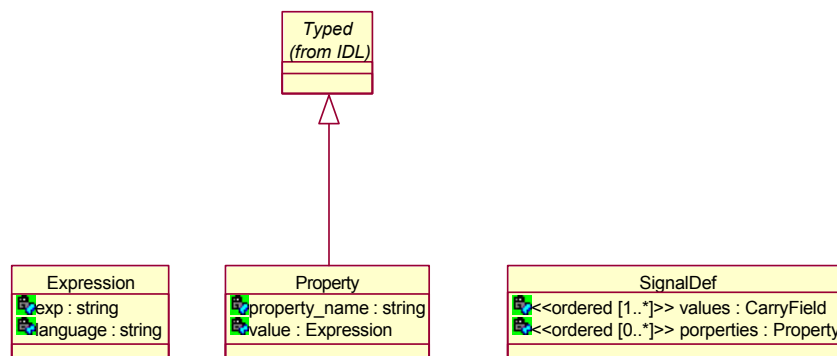 Typed
(from IDL)
Expression
exp : string
language : string
Property
property_name : string
value : Expression
SignalDef
<<ordered [1..*]>> values : CarryField
<<ordered [0..*]>> porperties : Property